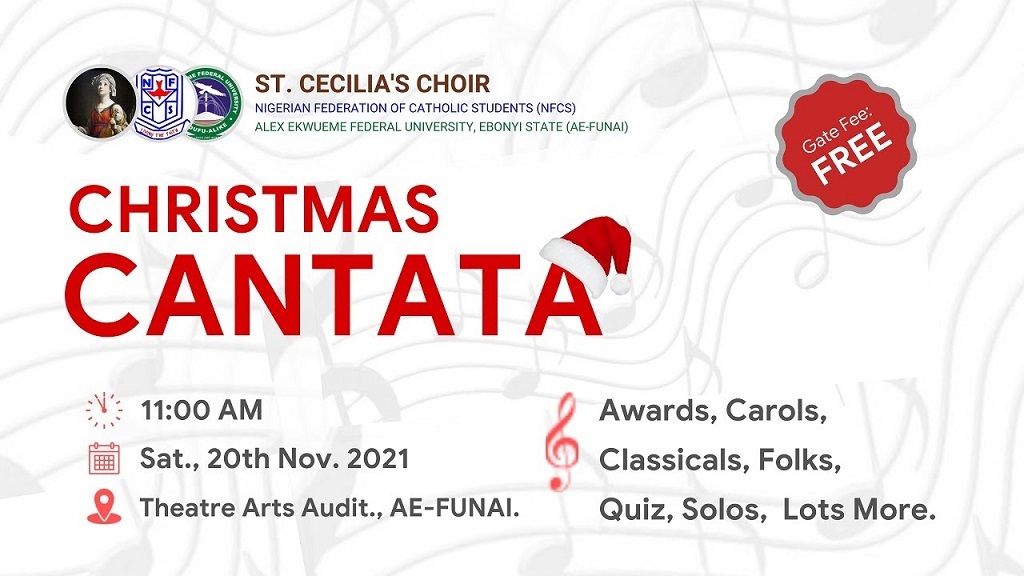 ST. CECILIA'S CHOIR
NIGERIAN FEDERATION OF CATHOLIC STUDENTS (NFCS)
ALEX EKWUEME FEDERAL UNIVERSITY, EBONYI STATE (AE-FUNAI)
N F
C S
Gate Fee:
FREE
CHRISTMAS
CANTATA
11:00 AM
Sat., 20th Nov. 2021
Theatre Arts Audit., AE-FUNAI.
Awards, Carols,
Classicals, Folks,
Quiz, Solos, Lots More.